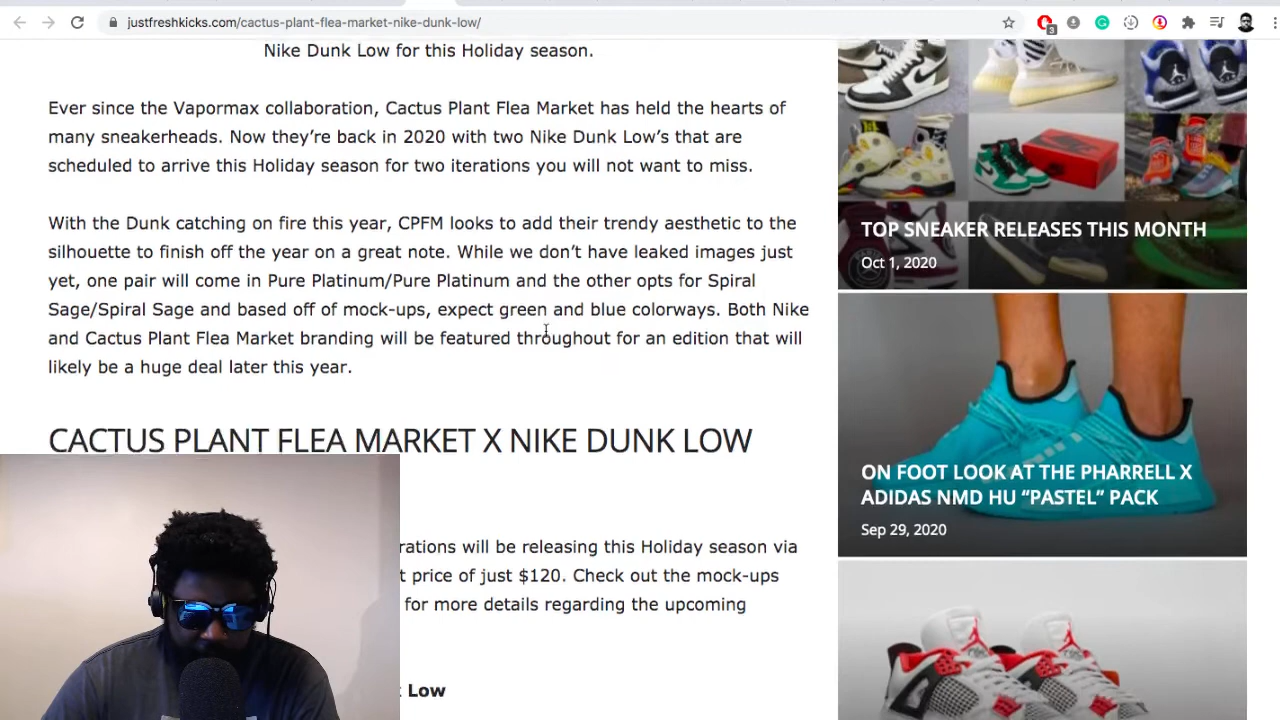 justfreshkicks.com/cactus-plant-flea-market-nike-dunk-low/
3
Nike Dunk Low for this Holiday season.
Ever since the Vapormax collaboration, Cactus Plant Flea Market has held the hearts of
many sneakerheads. Now they’re back in 2020 with two Nike Dunk Low’s that are
scheduled to arrive this Holiday season for two iterations you will not want to miss.
With the Dunk catching on fire this year, CPFM looks to add their trendy aesthetic to the
silhouette to finish off the year on a great note. While we don’t have leaked images just
yet, one pair will come in Pure Platinum/Pure Platinum and the other opts for Spiral
Sage/Spiral Sage and based off of mock-ups, expect green and blue colorways. Both Nike
and Cactus Plant Flea Market branding will be featured throughout for an edition that will
likely be a huge deal later this year.
CACTUS PLANT FLEA MARKET X NIKE DUNK LOW
rations will be releasing this Holiday season via
t price of just $120. Check out the mock-ups
for more details regarding the upcoming
k Low
TOP SNEAKER RELEASES THIS MONTH
Oct 1, 2020
ON FOOT LOOK AT THE PHARRELL X
ADIDAS NMD HU “PASTEL” PACK
Sep 29, 2020